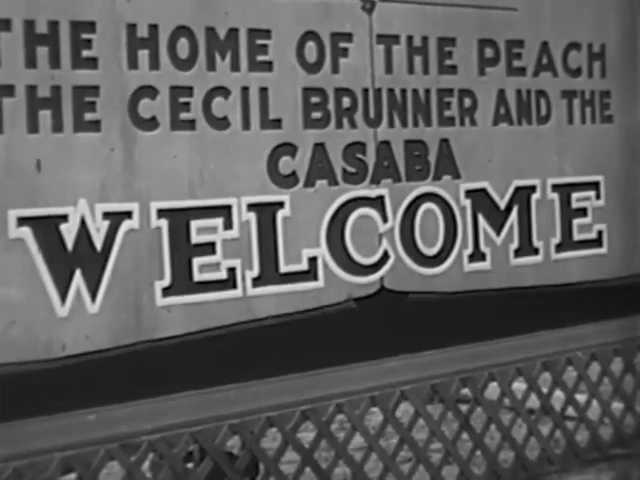 THE HOME OF THE PEACH
THE CECIL BRUNNER AND THE
CASABA
WELCOME